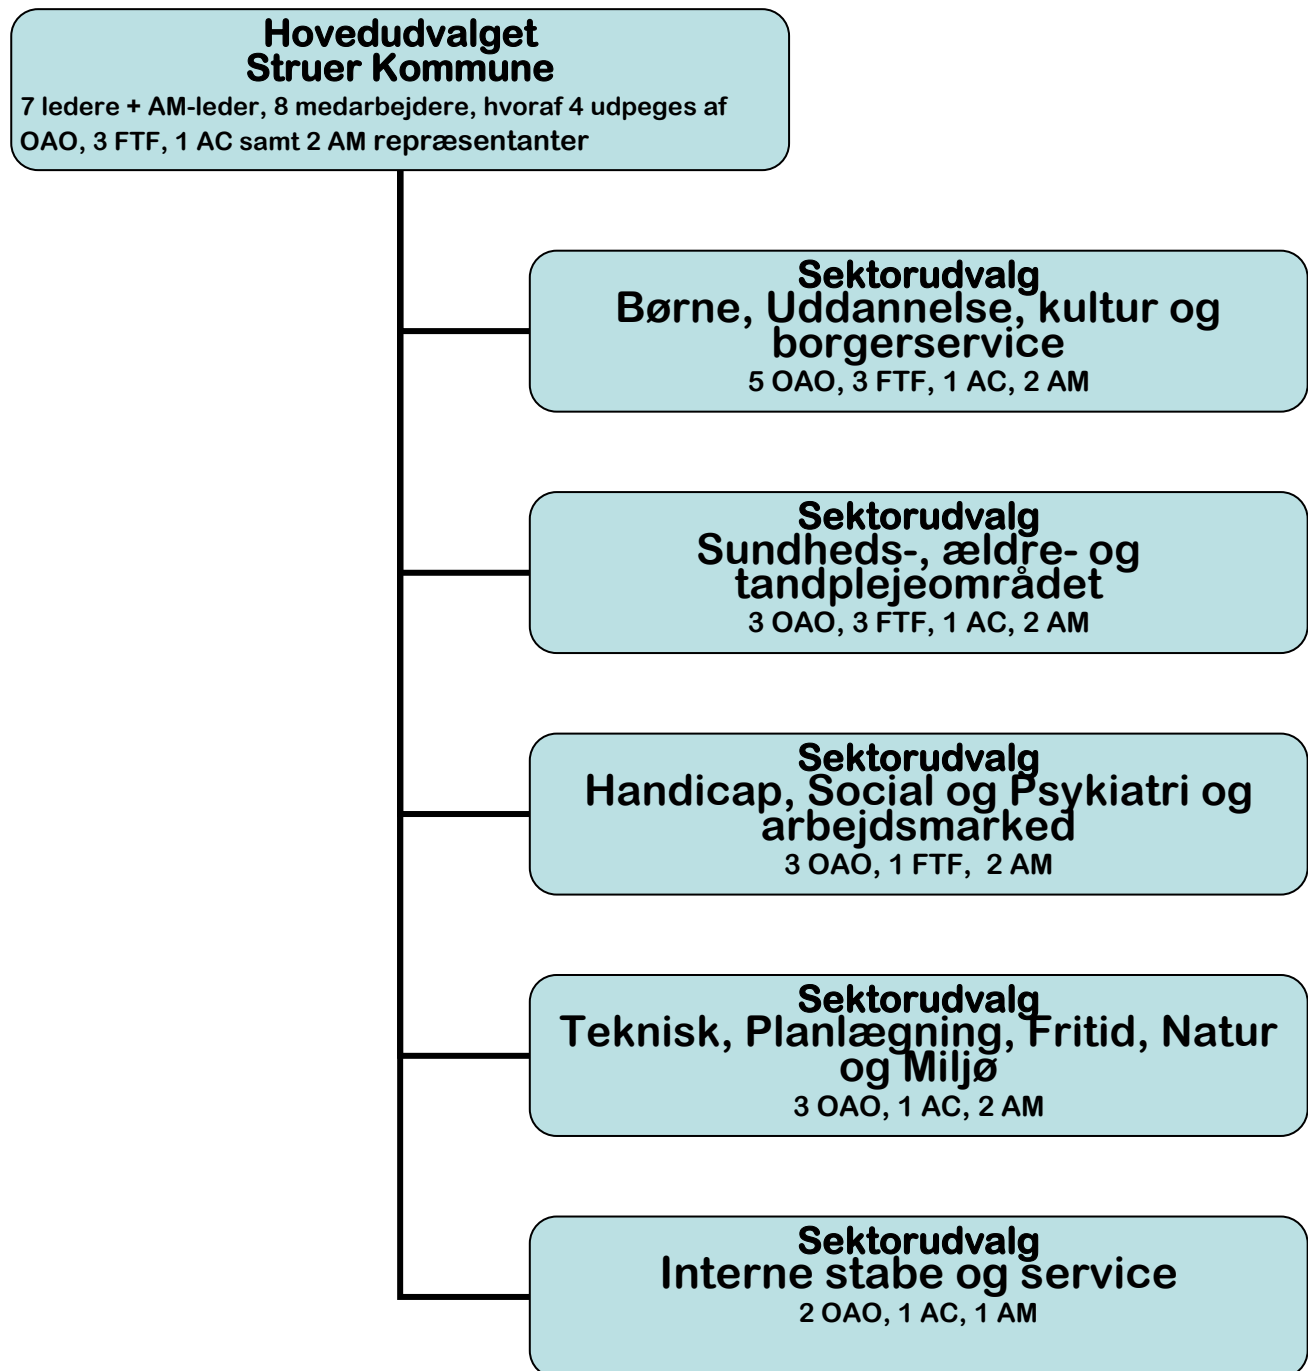 Hovedudvalget
Struer Kommune
7 ledere + AM-leder, 8 medarbejdere, hvoraf 4 udpeges af
OAO, 3 FTF, 1 AC samt 2 AM repræsentanter
Sektorudvalg
Børne, Uddannelse, kultur og
borgerservice
5 OAO, 3 FTF, 1 AC, 2 AM
Sektorudvalg
Sundheds-, ældre- og
tandplejeområdet
3 OAO, 3 FTF, 1 AC, 2 AM
Sektorudvalg
Handicap, Social og Psykiatri og
arbejdsmarked
3 OAO, 1 FTF,  2 AM
Sektorudvalg
Teknisk, Planlægning, Fritid, Natur
og Miljø
3 OAO, 1 AC, 2 AM
Sektorudvalg
Interne stabe og service
2 OAO, 1 AC, 1 AM